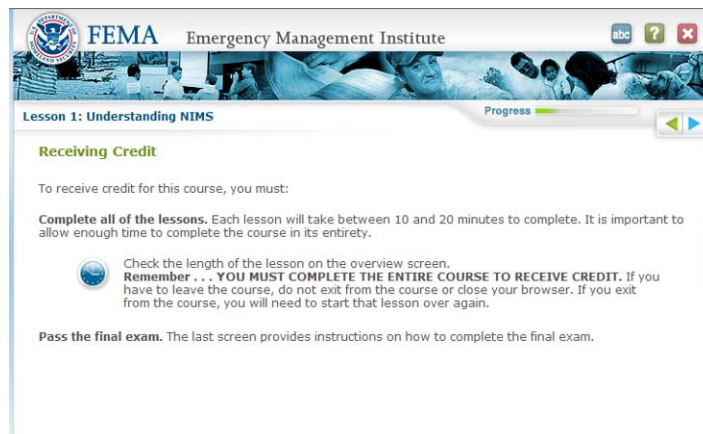 FEMA Emergency Management Institute
abc ? X
Lesson 1: Understanding NIMS
Progress
Receiving Credit
To receive credit for this course, you must:
Complete all of the lessons. Each lesson will take between 10 and 20 minutes to complete. It is important to
allow enough time to complete the course in its entirety.
Check the length of the lesson on the overview screen.
Remember . . . YOU MUST COMPLETE THE ENTIRE COURSE TO RECEIVE CREDIT. If you
have to leave the course, do not exit from the course or close your browser. If you exit
from the course, you will need to start that lesson over again.
Pass the final exam. The last screen provides instructions on how to complete the final exam.